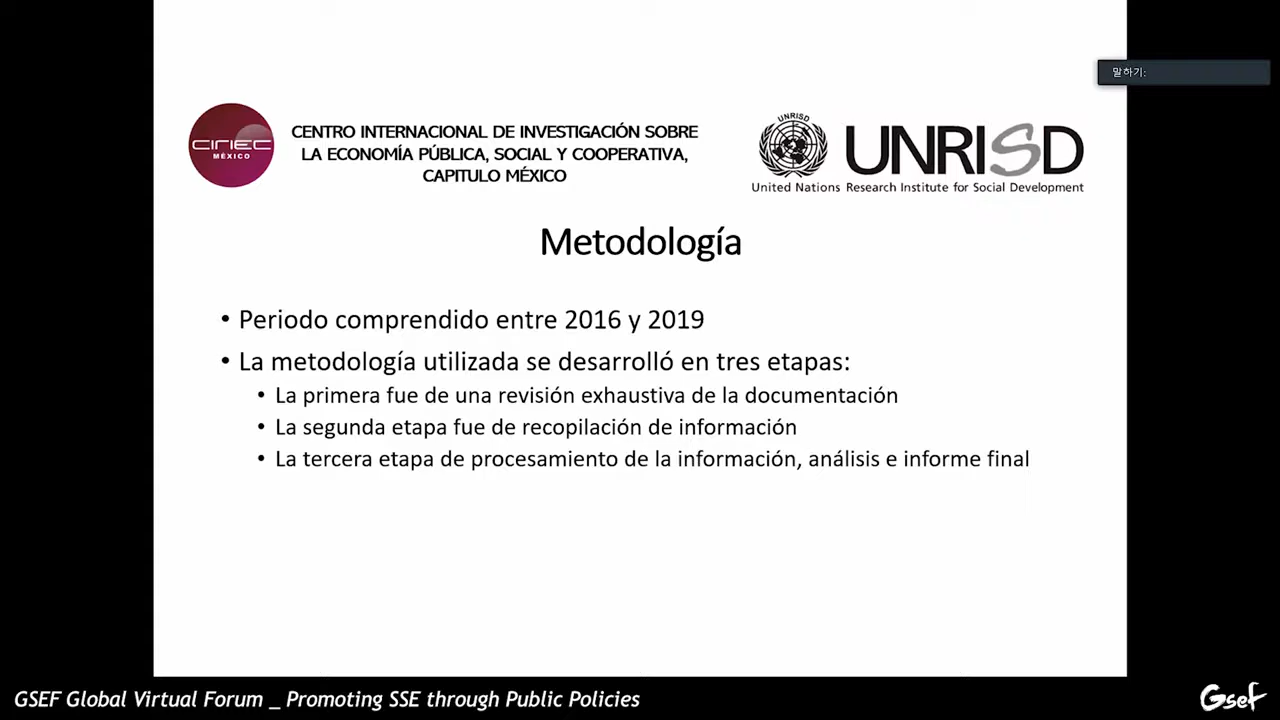 말하기:
CIRIEC
MÉXICO
CENTRO INTERNACIONAL DE INVESTIGACIÓN SOBRE
LA ECONOMÍA PÚBLICA, SOCIAL Y COOPERATIVA,
CAPITULO MÉXICO
UNRISD
UNRISD
United Nations Research Institute for Social Development
Metodología
• Periodo comprendido entre 2016 y 2019
• La metodología utilizada se desarrolló en tres etapas:
• La primera fue de una revisión exhaustiva de la documentación
• La segunda etapa fue de recopilación de información
• La tercera etapa de procesamiento de la información, análisis e informe final
GSEF Global Virtual Forum _ Promoting SSE through Public Policies
Gsef